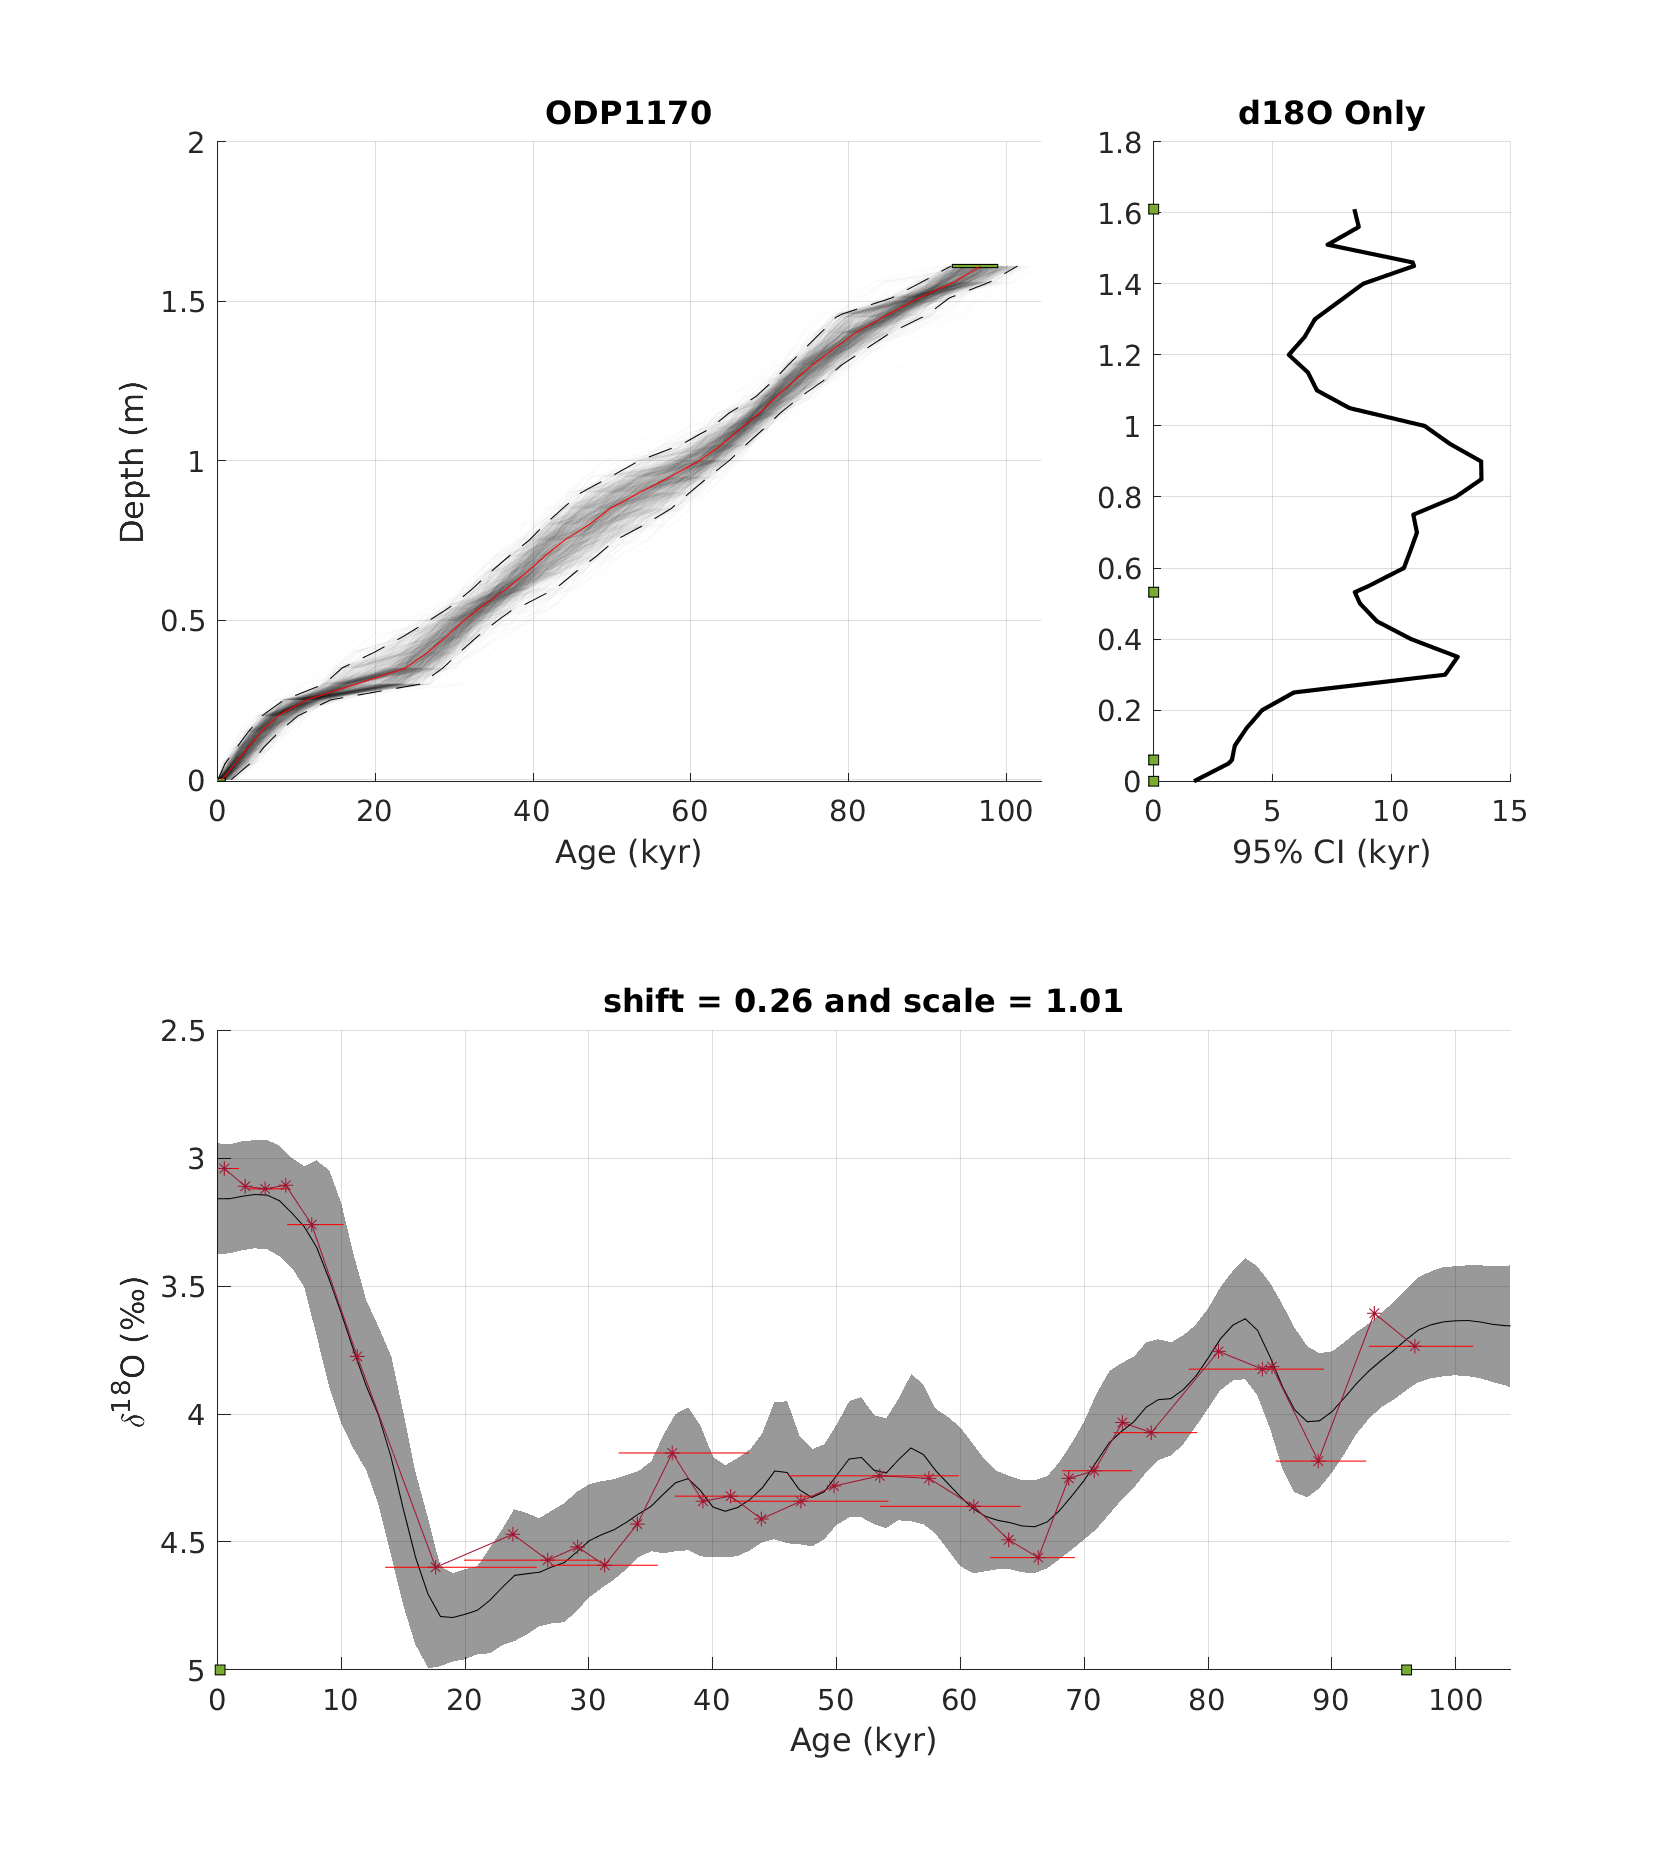 ODP1170
2
1.5
1
0.5
0
0 20 40 60 80 100
Age (kyr)
Depth (m)
d18O Only
1.8
1.6
1.4
1.2
1
0.8
0.6
0.4
0.2
0
0 5 10 15
95% CI (kyr)
shift = 0.26 and scale = 1.01
2.5
3
3.5
4
4.5
5
0 10 20 30 40 50 60 70 80 90 100
Age (kyr)
δ¹⁸O (‰)